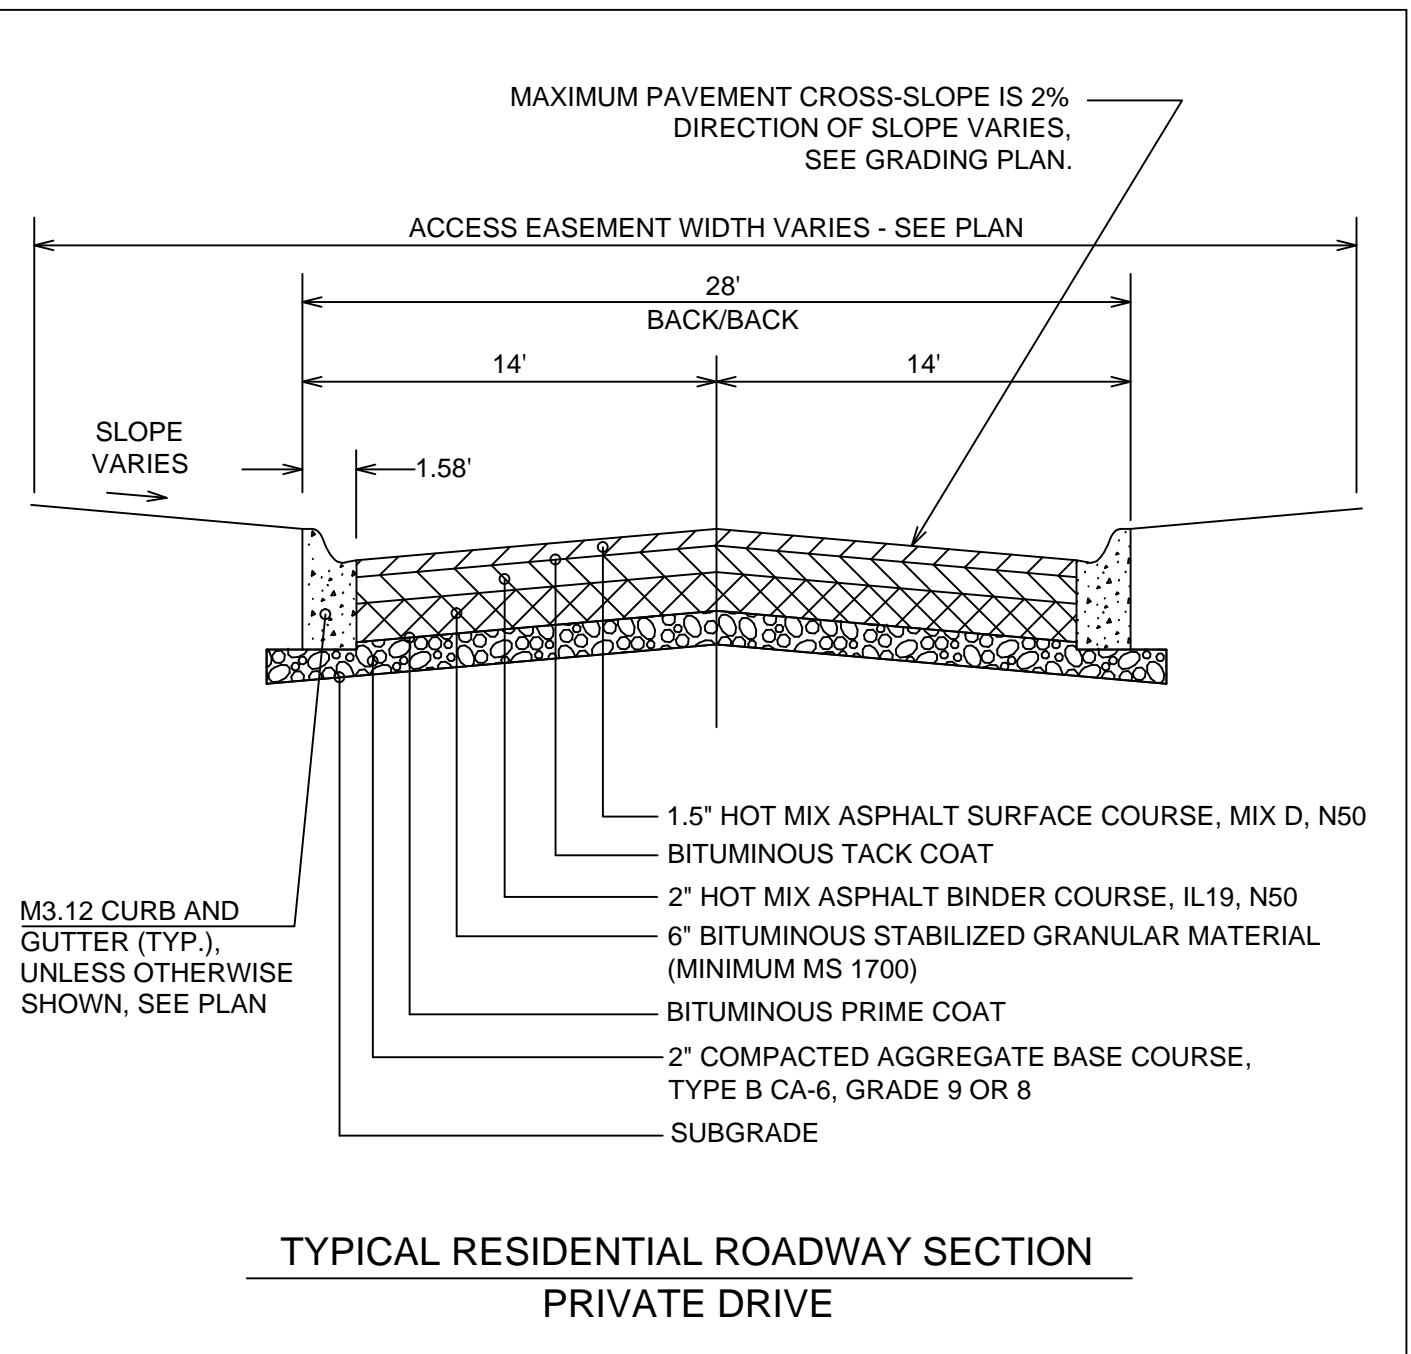 MAXIMUM PAVEMENT CROSS-SLOPE IS 2%
DIRECTION OF SLOPE VARIES,
SEE GRADING PLAN.
ACCESS EASEMENT WIDTH VARIES - SEE PLAN
28'
BACK/BACK
14'
14'
SLOPE
VARIES
1.58'
1.5" HOT MIX ASPHALT SURFACE COURSE, MIX D, N50
BITUMINOUS TACK COAT
2" HOT MIX ASPHALT BINDER COURSE, IL19, N50
6" BITUMINOUS STABILIZED GRANULAR MATERIAL
(MINIMUM MS 1700)
BITUMINOUS PRIME COAT
2" COMPACTED AGGREGATE BASE COURSE,
TYPE B CA-6, GRADE 9 OR 8
SUBGRADE
M3.12 CURB AND
GUTTER (TYP.),
UNLESS OTHERWISE
SHOWN, SEE PLAN
TYPICAL RESIDENTIAL ROADWAY SECTION
PRIVATE DRIVE